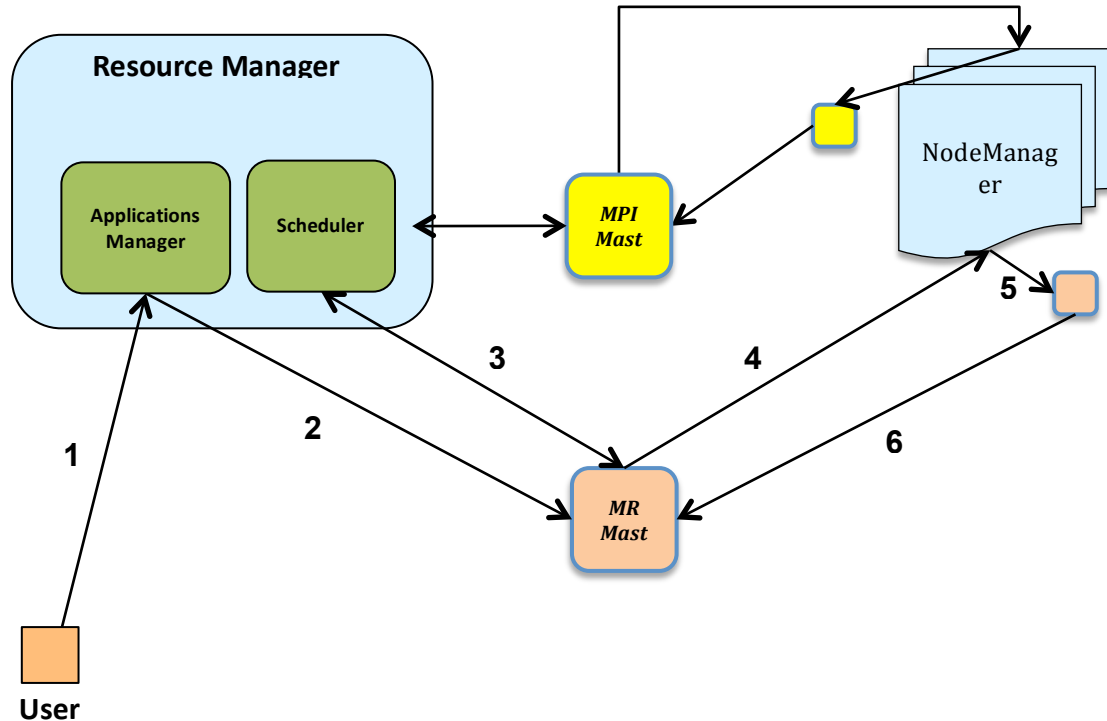 Resource Manager
Applications
Manager
Scheduler
MPI
Mast
NodeManag
er
5
3
4
2
6
1
MR
Mast
User